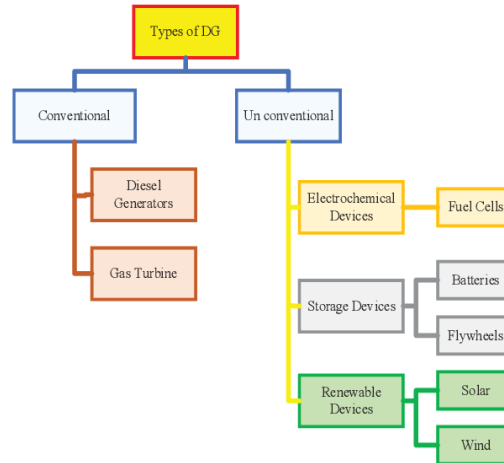 Types of DG
Conventional
Un conventional
Diesel
Generators
Gas Turbine
Electrochemical
Devices
Fuel Cells
Storage Devices
Batteries
Flywheels
Renewable
Devices
Solar
Wind